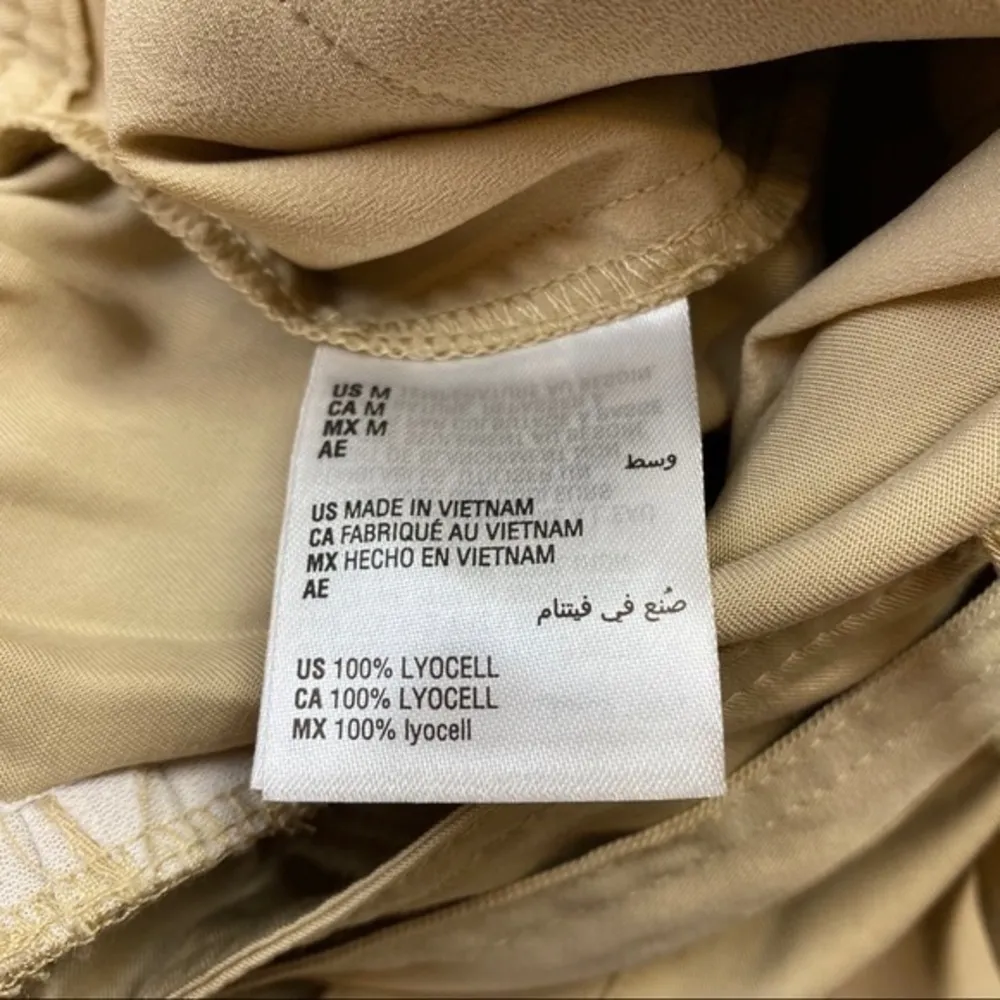 US M
CA M
MX M
AE
وسط
US MADE IN VIETNAM
CA FABRIQUÉ AU VIETNAM
MX HECHO EN VIETNAM
AE
صُنع في فيتنام
US 100% LYOCELL
CA 100% LYOCELL
MX 100% lyocell